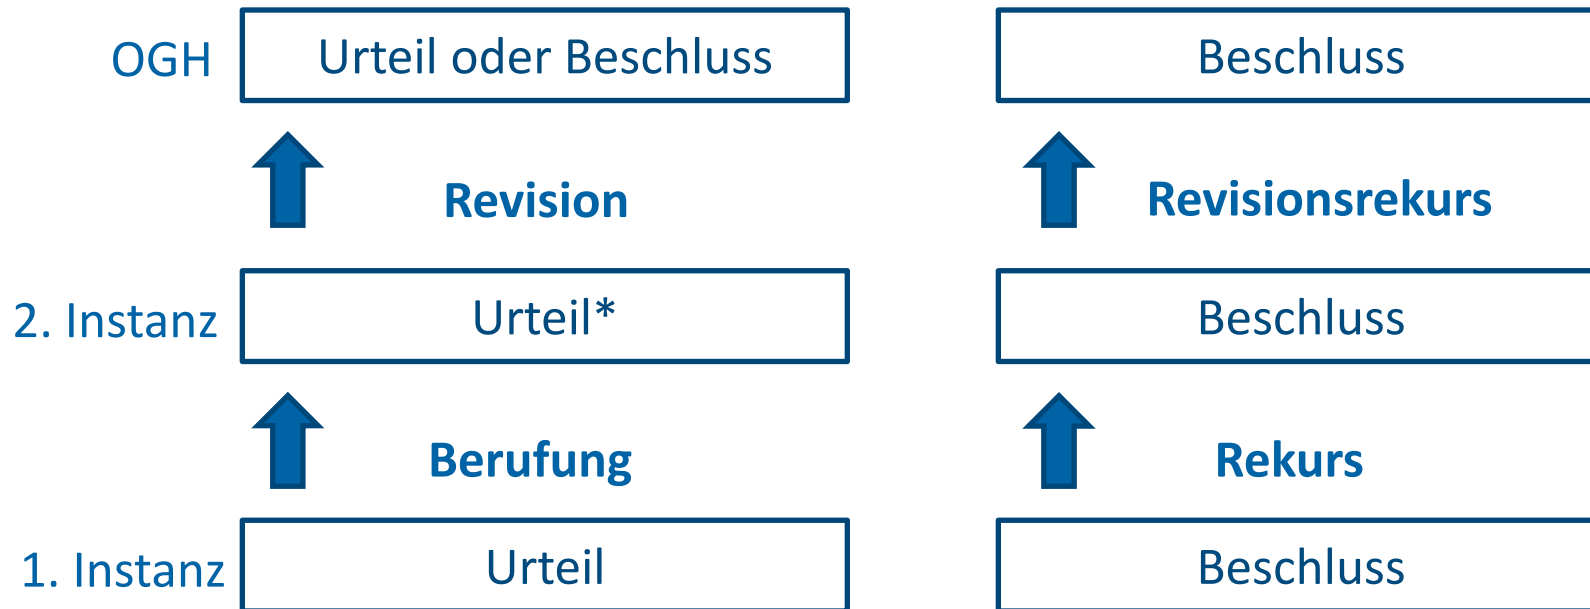 OGH Urteil oder Beschluss Beschluss
Revision Revisionsrekurs
2. Instanz Urteil* Beschluss
Berufung Rekurs
1. Instanz Urteil Beschluss